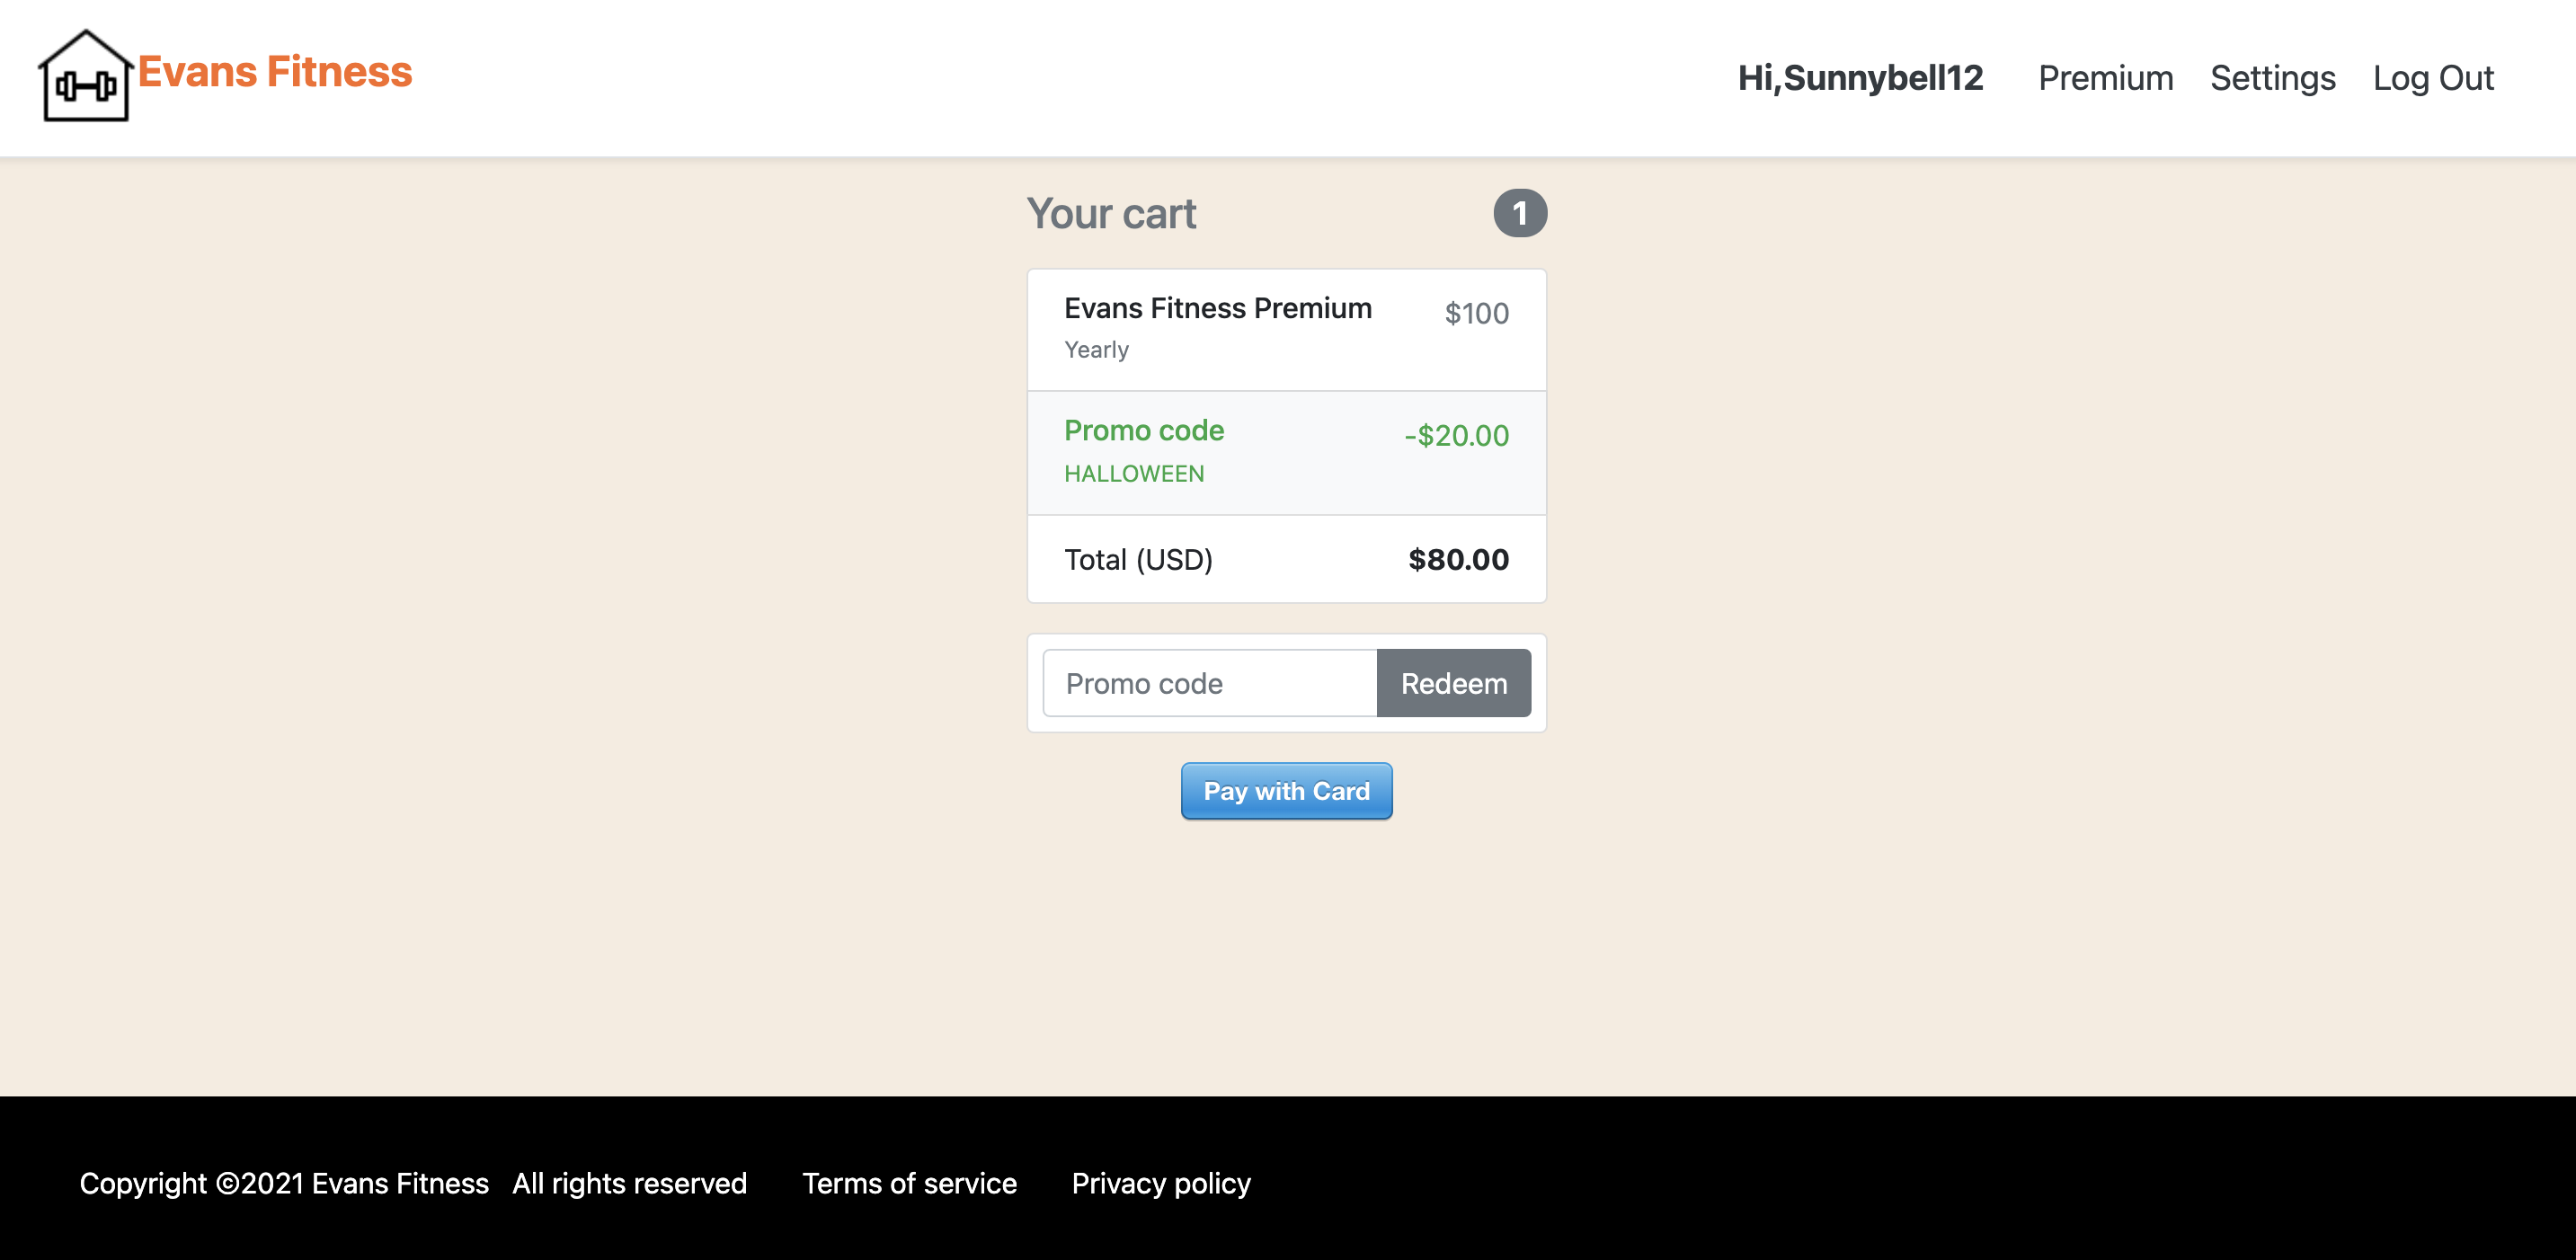 Evans Fitness
Hi,Sunnybell12 Premium Settings Log Out
Your cart 1
Evans Fitness Premium $100
Yearly
Promo code -$20.00
HALLOWEEN
Total (USD) $80.00
Promo code Redeem
Pay with Card
Copyright ©2021 Evans Fitness All rights reserved Terms of service Privacy policy